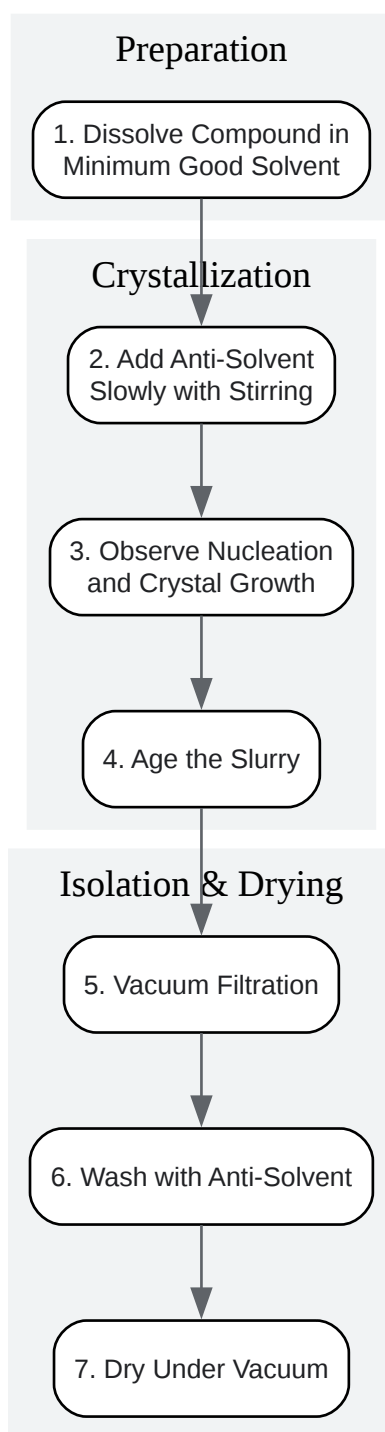 Preparation
1. Dissolve Compound in
Minimum Good Solvent
Crystallization
2. Add Anti-Solvent
Slowly with Stirring
3. Observe Nucleation
and Crystal Growth
4. Age the Slurry
Isolation & Drying
5. Vacuum Filtration
6. Wash with Anti-Solvent
7. Dry Under Vacuum